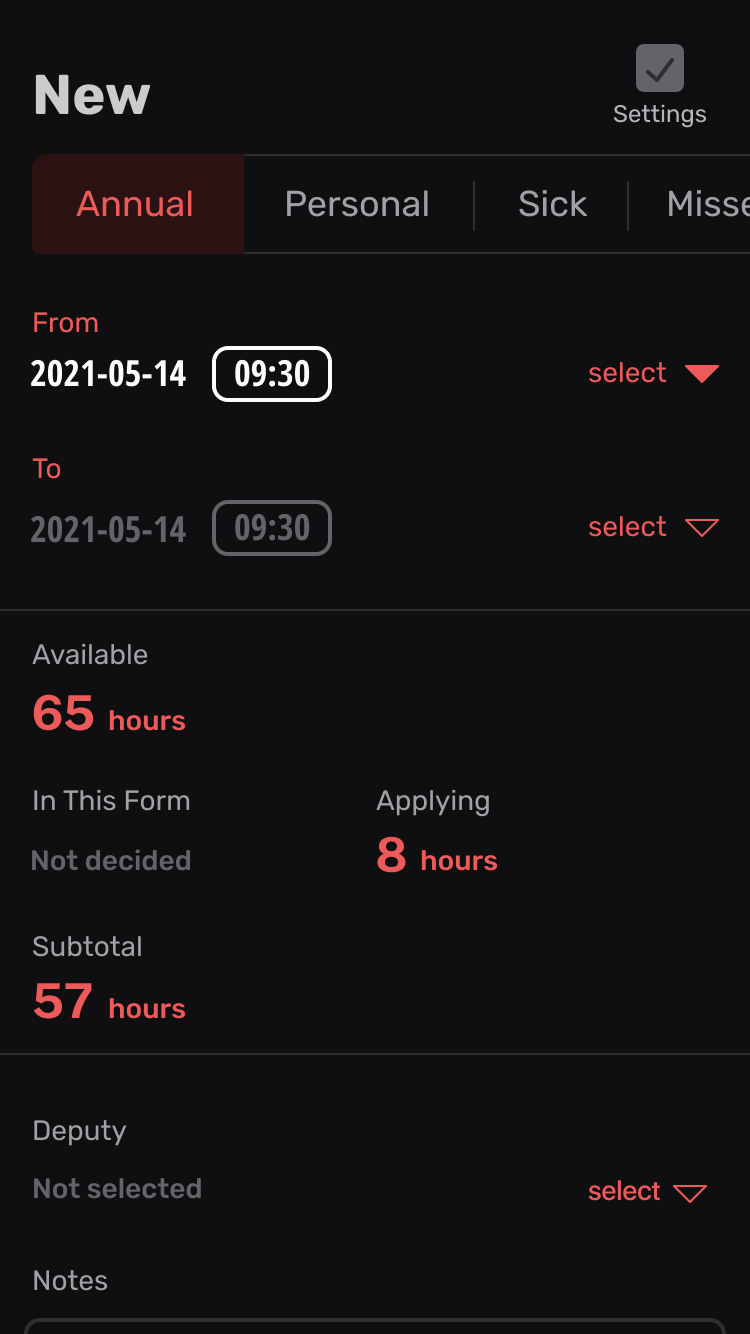 New
Settings
Annual Personal Sick Misse
From
2021-05-14 09:30 select
To
2021-05-14 09:30 select
Available
65 hours
In This Form Applying
Not decided 8 hours
Subtotal
57 hours
Deputy
Not selected select
Notes